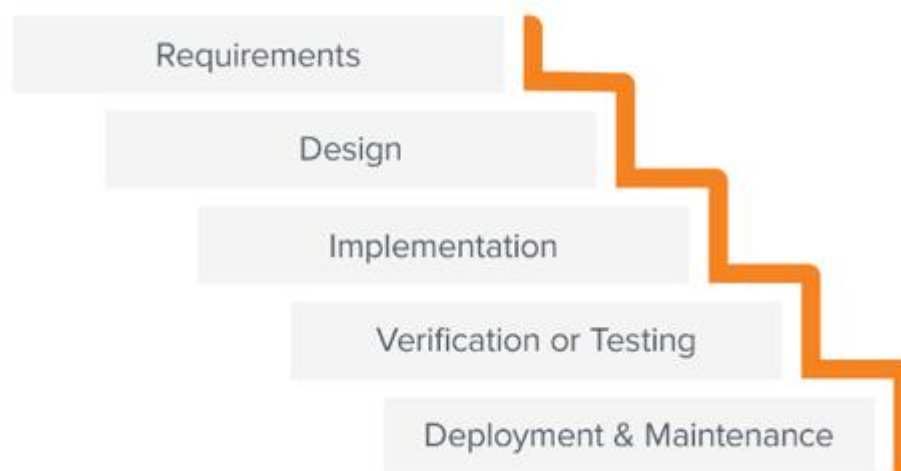 Requirements
Design
Implementation
Verification or Testing
Deployment & Maintenance